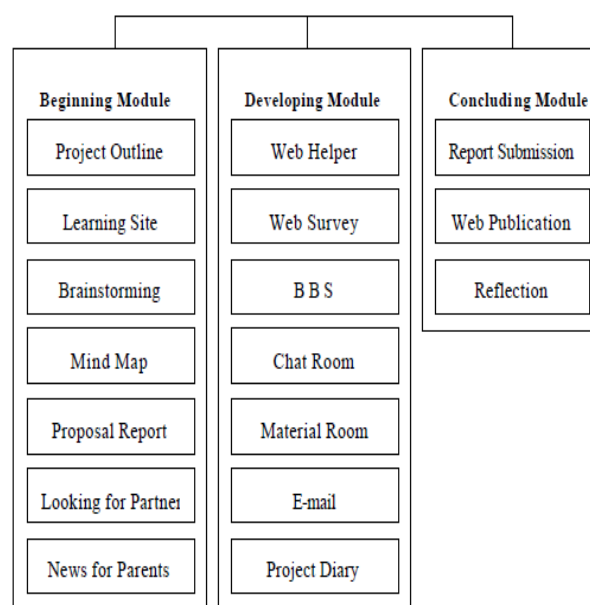 Beginning Module
Project Outline
Learning Site
Brainstorming
Mind Map
Proposal Report
Looking for Partner
News for Parents
Developing Module
Web Helper
Web Survey
B B S
Chat Room
Material Room
E-mail
Project Diary
Concluding Module
Report Submission
Web Publication
Reflection